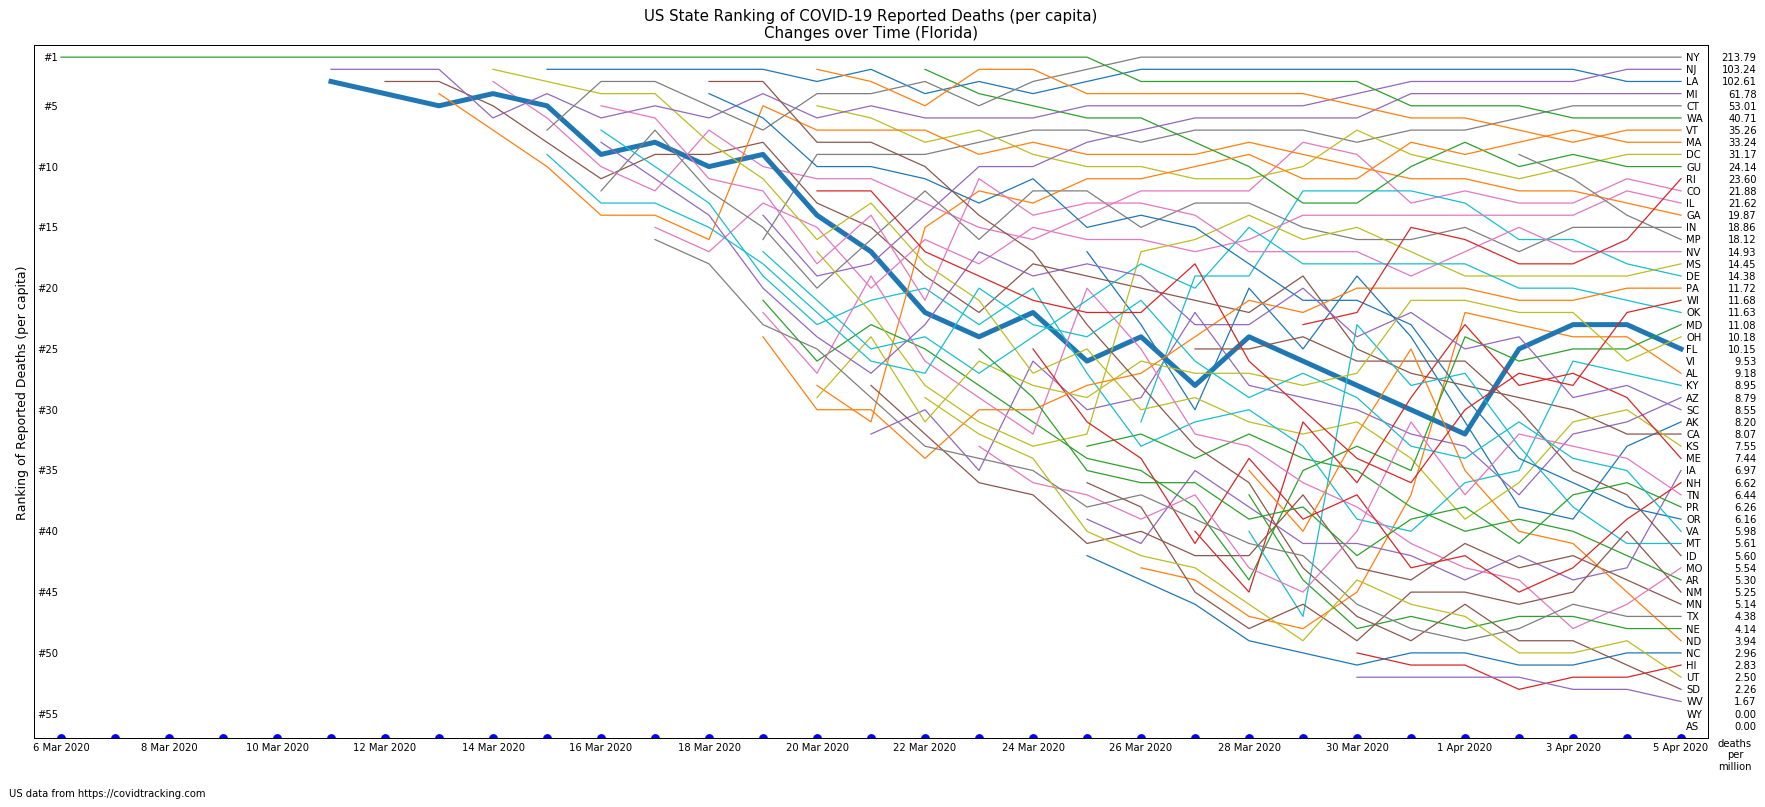 US State Ranking of COVID-19 Reported Deaths (per capita)
Changes over Time (Florida)
Ranking of Reported Deaths (per capita)
#1
#5
#10
#15
#20
#25
#30
#35
#40
#45
#50
#55
NY 213.79
NJ 103.24
LA 102.61
MI 61.78
CT 53.01
WA 40.71
VT 35.26
MA 33.24
DC 31.17
GU 24.14
RI 23.60
CO 21.88
IL 21.62
GA 19.87
IN 18.86
MP 18.12
NV 14.93
MS 14.45
DE 14.38
PA 11.72
WI 11.68
OK 11.63
MD 11.08
OH 10.18
FL 10.15
VI 9.53
AL 9.18
KY 8.95
AZ 8.79
SC 8.55
AK 8.20
CA 8.07
KS 7.55
ME 7.44
IA 6.97
NH 6.62
TN 6.44
PR 6.26
OR 6.16
VA 5.98
MT 5.61
ID 5.60
MO 5.54
AR 5.30
NM 5.25
MN 5.14
TX 4.38
NE 4.14
ND 3.94
NC 2.96
HI 2.83
UT 2.50
SD 2.26
WV 1.67
WY 0.00
AS 0.00
6 Mar 2020 8 Mar 2020 10 Mar 2020 12 Mar 2020 14 Mar 2020 16 Mar 2020 18 Mar 2020 20 Mar 2020 22 Mar 2020 24 Mar 2020 26 Mar 2020 28 Mar 2020 30 Mar 2020 1 Apr 2020 3 Apr 2020 5 Apr 2020
deaths
per
million
US data from https://covidtracking.com